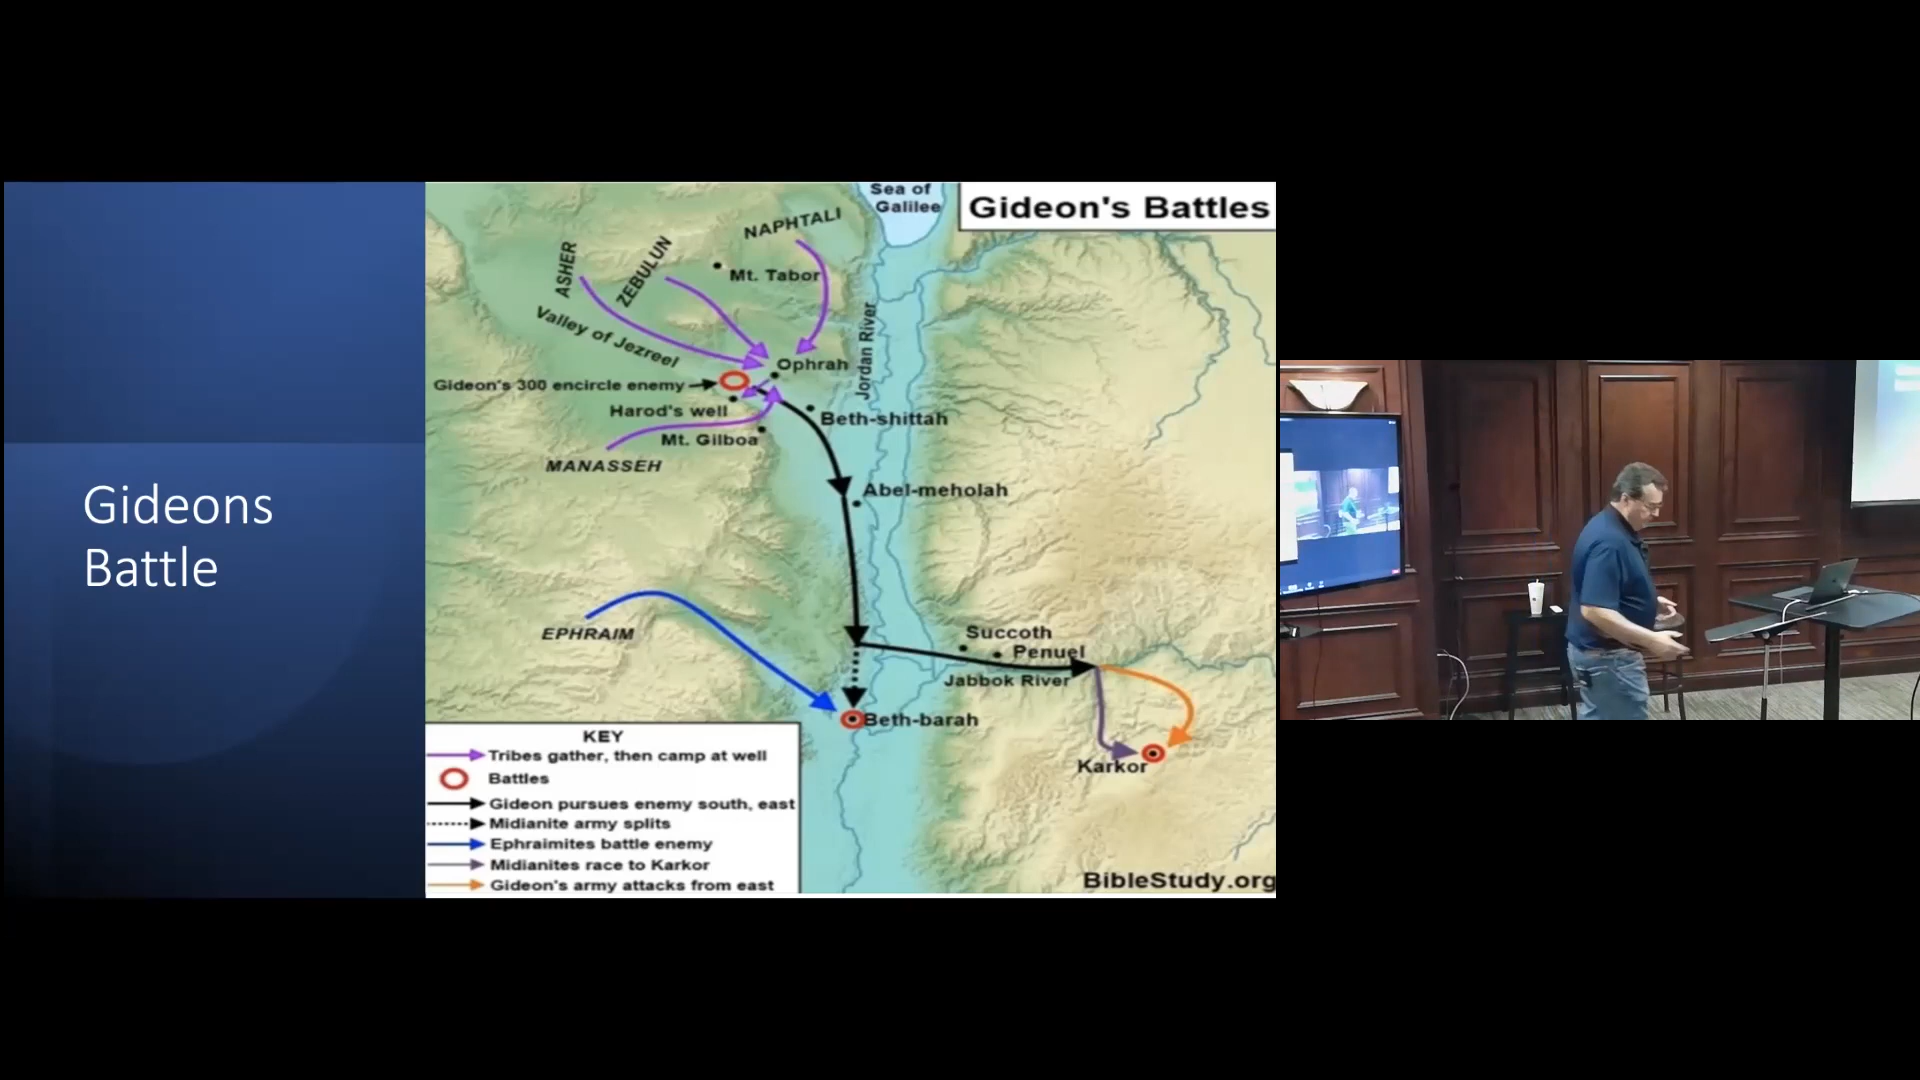 Gideons
Battle
Gideon's Battles
Sea of
Galilee
NAPHTALI
ASHER
ZEBULUN
Mt. Tabor
Valley of Jezreel
Jordan River
Ophrah
Gideon's 300 encircle enemy
Harod's well
Beth-shittah
Mt. Gilboa
MANASSEH
Abel-meholah
EPHRAIM
Succoth
Penuel
Jabbok River
Beth-barah
Karkor
KEY
Tribes gather, then camp at well
Battles
Gideon pursues enemy south, east
Midianite army splits
Ephraimites battle enemy
Midianites race to Karkor
Gideon's army attacks from east
BibleStudy.org